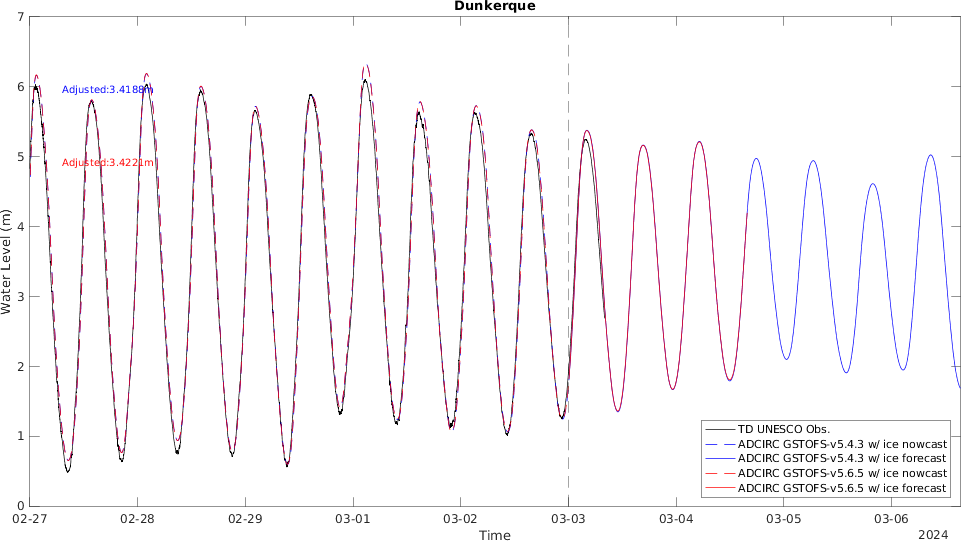 Dunkerque
7
6
5
4
3
2
1
0
Water Level (m)
Adjusted:3.4188m
Adjusted:3.4221m
TD UNESCO Obs.
ADCIRC GSTOFS-v5.4.3 w/ ice nowcast
ADCIRC GSTOFS-v5.4.3 w/ ice forecast
ADCIRC GSTOFS-v5.6.5 w/ ice nowcast
ADCIRC GSTOFS-v5.6.5 w/ ice forecast
02-27 02-28 02-29 03-01 03-02 03-03 03-04 03-05 03-06
Time
2024